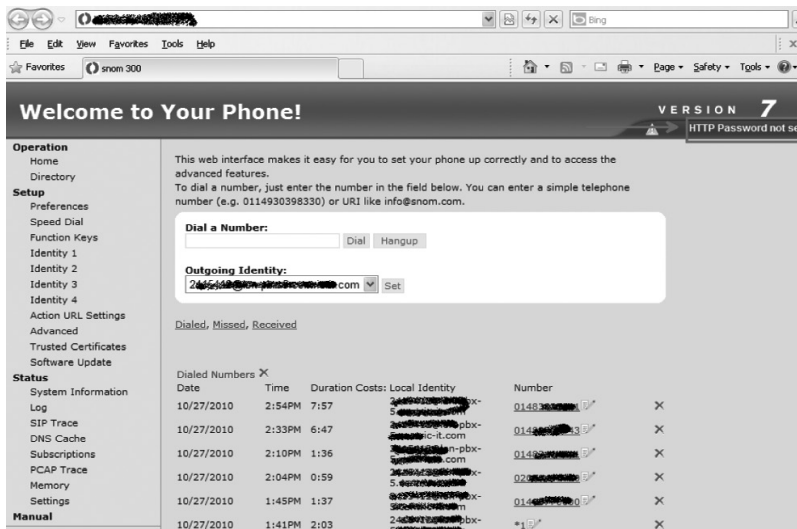 Bing
File Edit View Favorites Tools Help
Favorites snom 300 Page Safety Tools
Welcome to Your Phone!
VERSION 7
HTTP Password not se
Operation
Home
Directory
Setup
Preferences
Speed Dial
Function Keys
Identity 1
Identity 2
Identity 3
Identity 4
Action URL Settings
Advanced
Trusted Certificates
Software Update
Status
System Information
Log
SIP Trace
DNS Cache
Subscriptions
PCAP Trace
Memory
Settings
Manual
This web interface makes it easy for you to set your phone up correctly and to access the
advanced features.
To dial a number, just enter the number in the field below. You can enter a simple telephone
number (e.g. 0114930398330) or URI like info@snom.com.
Dial a Number:
Dial Hangup
Outgoing Identity:
com Set
Dialed, Missed, Received
Dialed Numbers
Date Time Duration Costs: Local Identity Number
10/27/2010 2:54PM 7:57
10/27/2010 2:33PM 6:47
10/27/2010 2:10PM 1:36
10/27/2010 2:04PM 0:59
10/27/2010 1:45PM 1:37
10/27/2010 1:41PM 2:03 *1